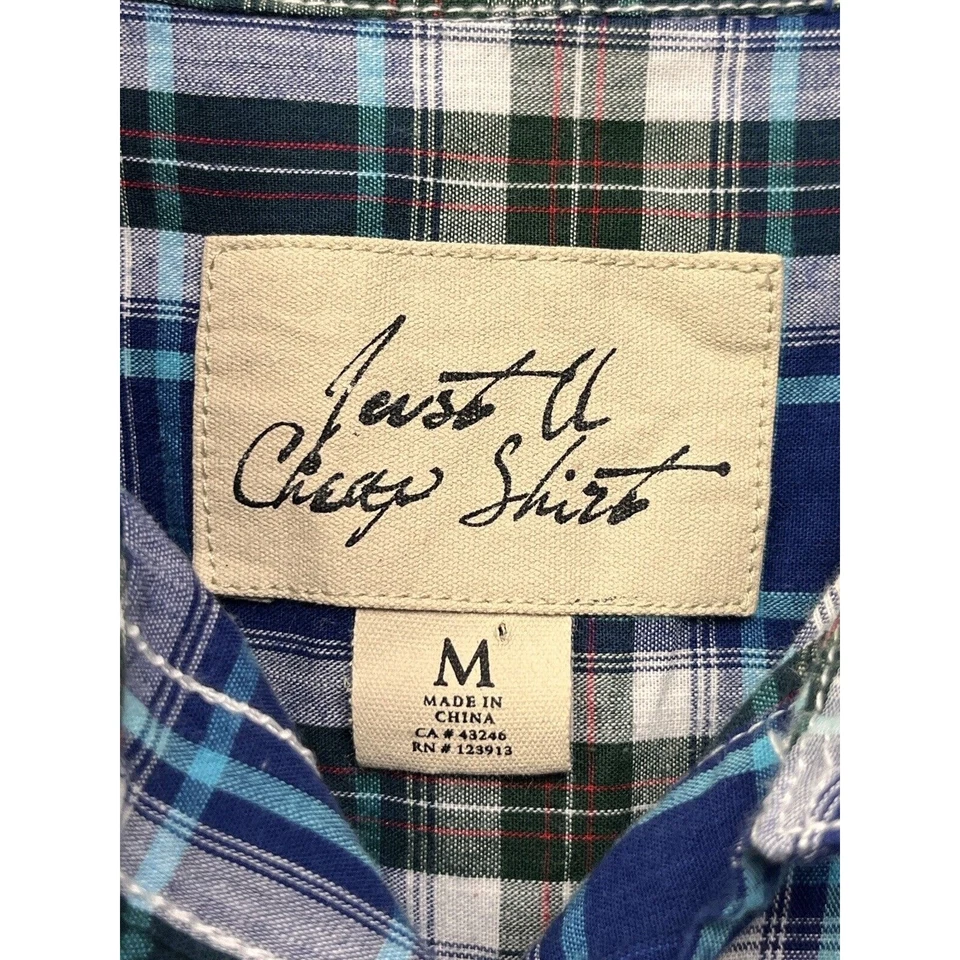 Just A
Cheap Shirt
M
MADE IN
CHINA
CA # 43246
RN # 123913